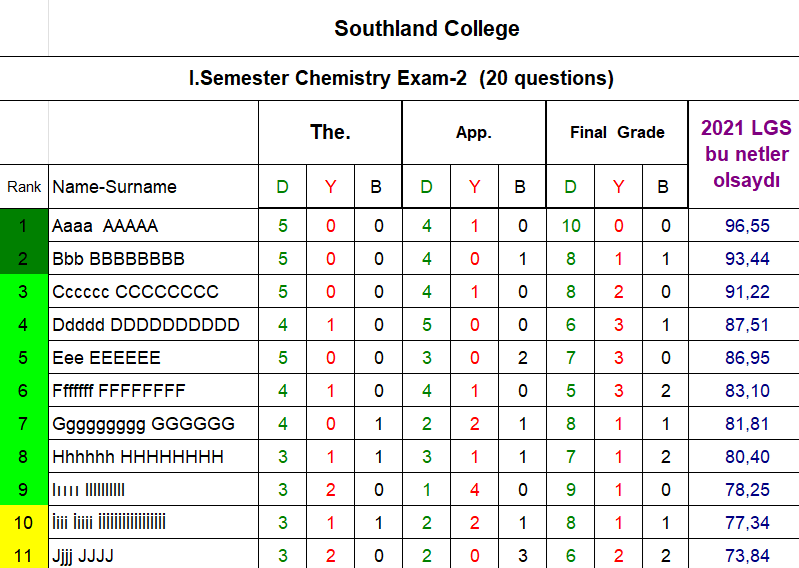 Southland College
I.Semester Chemistry Exam-2 (20 questions)
The. App. Final Grade 2021 LGS bu netler olsaydı
Rank Name-Surname D Y B D Y B D Y B
1 Aaaa AAAAA 5 0 0 4 1 0 10 0 0 96,55
2 Bbb BBBBBBBB 5 0 0 4 0 1 8 1 1 93,44
3 Cccccc CCCCCCCC 5 0 0 4 1 0 8 2 0 91,22
4 Ddddd DDDDDDDDDD 4 1 0 5 0 0 6 3 1 87,51
5 Eee EEEEEE 5 0 0 3 0 2 7 3 0 86,95
6 Fffffff FFFFFFFF 4 1 0 4 1 0 5 3 2 83,10
7 Ggggggggg GGGGGG 4 0 1 2 2 1 8 1 1 81,81
8 Hhhhhh HHHHHHHH 3 1 1 3 1 1 7 1 2 80,40
9 Iıııı IIIIIIIIII 3 2 0 1 4 0 9 1 0 78,25
10 İiii İiiii İİİİİİİİİİİİİİİİ 3 1 1 2 2 1 8 1 1 77,34
11 Jjjj JJJJ 3 2 0 2 0 3 6 2 2 73,84